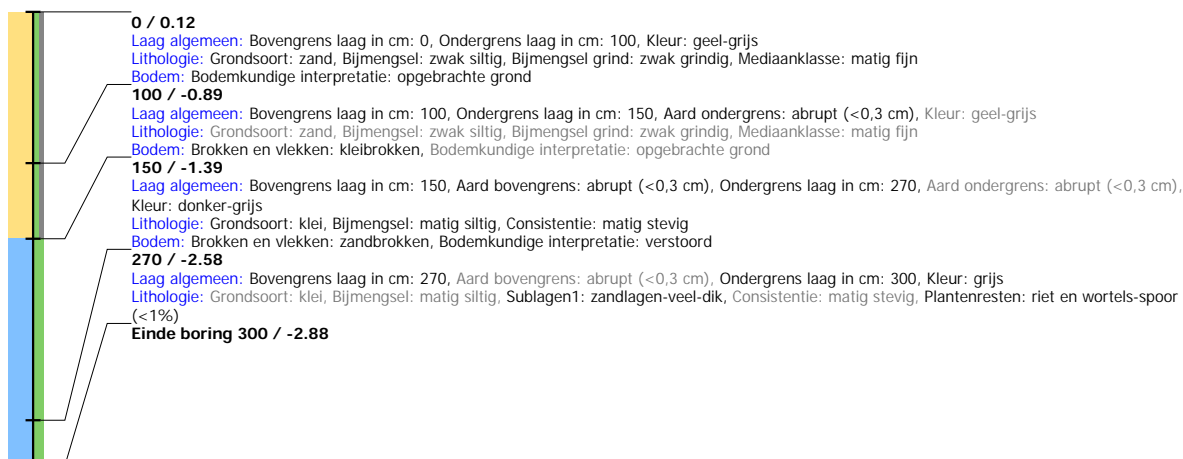 0 / 0.12
Laag algemeen: Bovengrens laag in cm: 0, Ondergrens laag in cm: 100, Kleur: geel-grijs
Lithologie: Grondsoort: zand, Bijmengsel: zwak siltig, Bijmengsel grind: zwak grindig, Mediaanklasse: matig fijn
Bodem: Bodemkundige interpretatie: opgebrachte grond
100 / -0.89
Laag algemeen: Bovengrens laag in cm: 100, Ondergrens laag in cm: 150, Aard ondergrens: abrupt (<0,3 cm), Kleur: geel-grijs
Lithologie: Grondsoort: zand, Bijmengsel: zwak siltig, Bijmengsel grind: zwak grindig, Mediaanklasse: matig fijn
Bodem: Brokken en vlekken: kleibrokken, Bodemkundige interpretatie: opgebrachte grond
150 / -1.39
Laag algemeen: Bovengrens laag in cm: 150, Aard bovengrens: abrupt (<0,3 cm), Ondergrens laag in cm: 270, Aard ondergrens: abrupt (<0,3 cm),
Kleur: donker-grijs
Lithologie: Grondsoort: klei, Bijmengsel: matig siltig, Consistentie: matig stevig
Bodem: Brokken en vlekken: zandbrokken, Bodemkundige interpretatie: verstoord
270 / -2.58
Laag algemeen: Bovengrens laag in cm: 270, Aard bovengrens: abrupt (<0,3 cm), Ondergrens laag in cm: 300, Kleur: grijs
Lithologie: Grondsoort: klei, Bijmengsel: matig siltig, Sublagen1: zandlagen-veel-dik, Consistentie: matig stevig, Plantenresten: riet en wortels-spoor
(<1%)
Einde boring 300 / -2.88